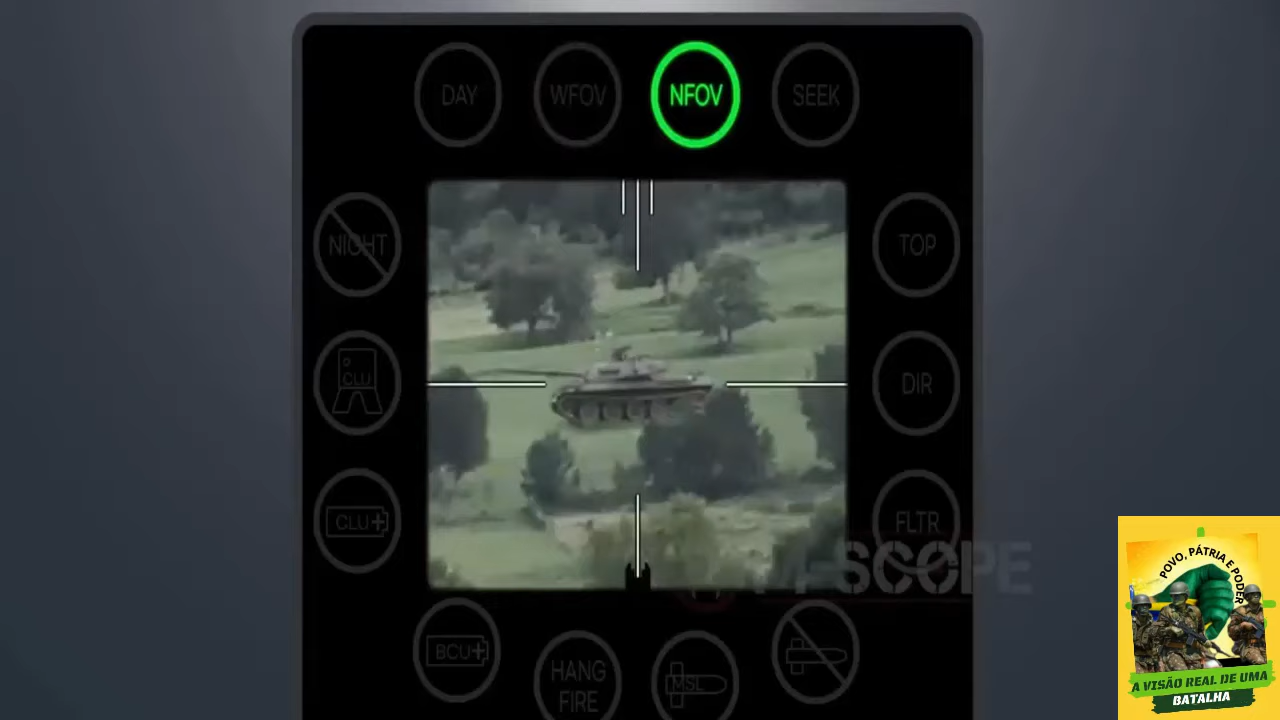 DAY WFOV NFOV SEEK
NIGHT
TOP
CLU
DIR
CLU+
FLTR
SCOPE
BCU+
HANG
FIRE
MSL
POVO, PÁTRIA E PODER
A VISÃO REAL DE UMA
BATALHA